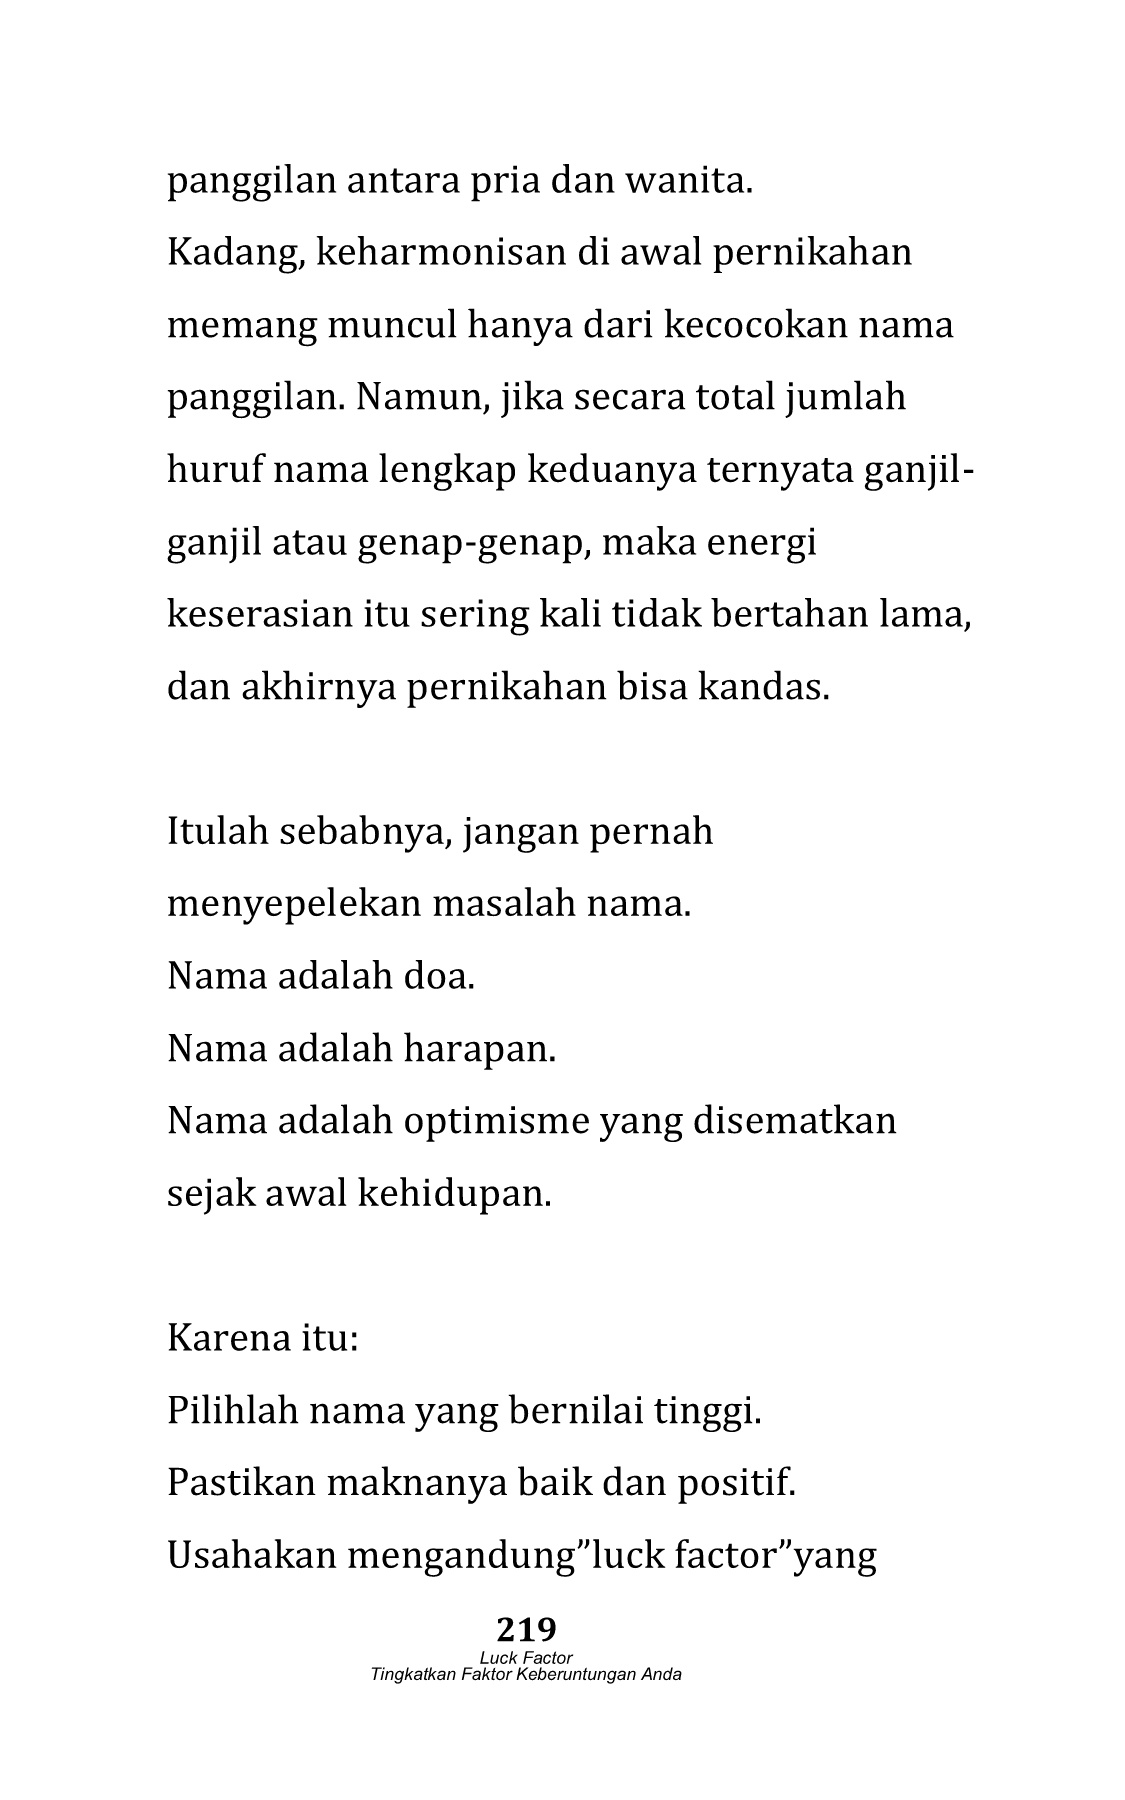 panggilan antara pria dan wanita.
Kadang, keharmonisan di awal pernikahan
memang muncul hanya dari kecocokan nama
panggilan. Namun, jika secara total jumlah
huruf nama lengkap keduanya ternyata ganjil-
ganjil atau genap-genap, maka energi
keserasian itu sering kali tidak bertahan lama,
dan akhirnya pernikahan bisa kandas.
Itulah sebabnya, jangan pernah
menyepelekan masalah nama.
Nama adalah doa.
Nama adalah harapan.
Nama adalah optimisme yang disematkan
sejak awal kehidupan.
Karena itu:
Pilihlah nama yang bernilai tinggi.
Pastikan maknanya baik dan positif.
Usahakan mengandung”luck factor”yang
219
Luck Factor
Tingkatkan Faktor Keberuntungan Anda